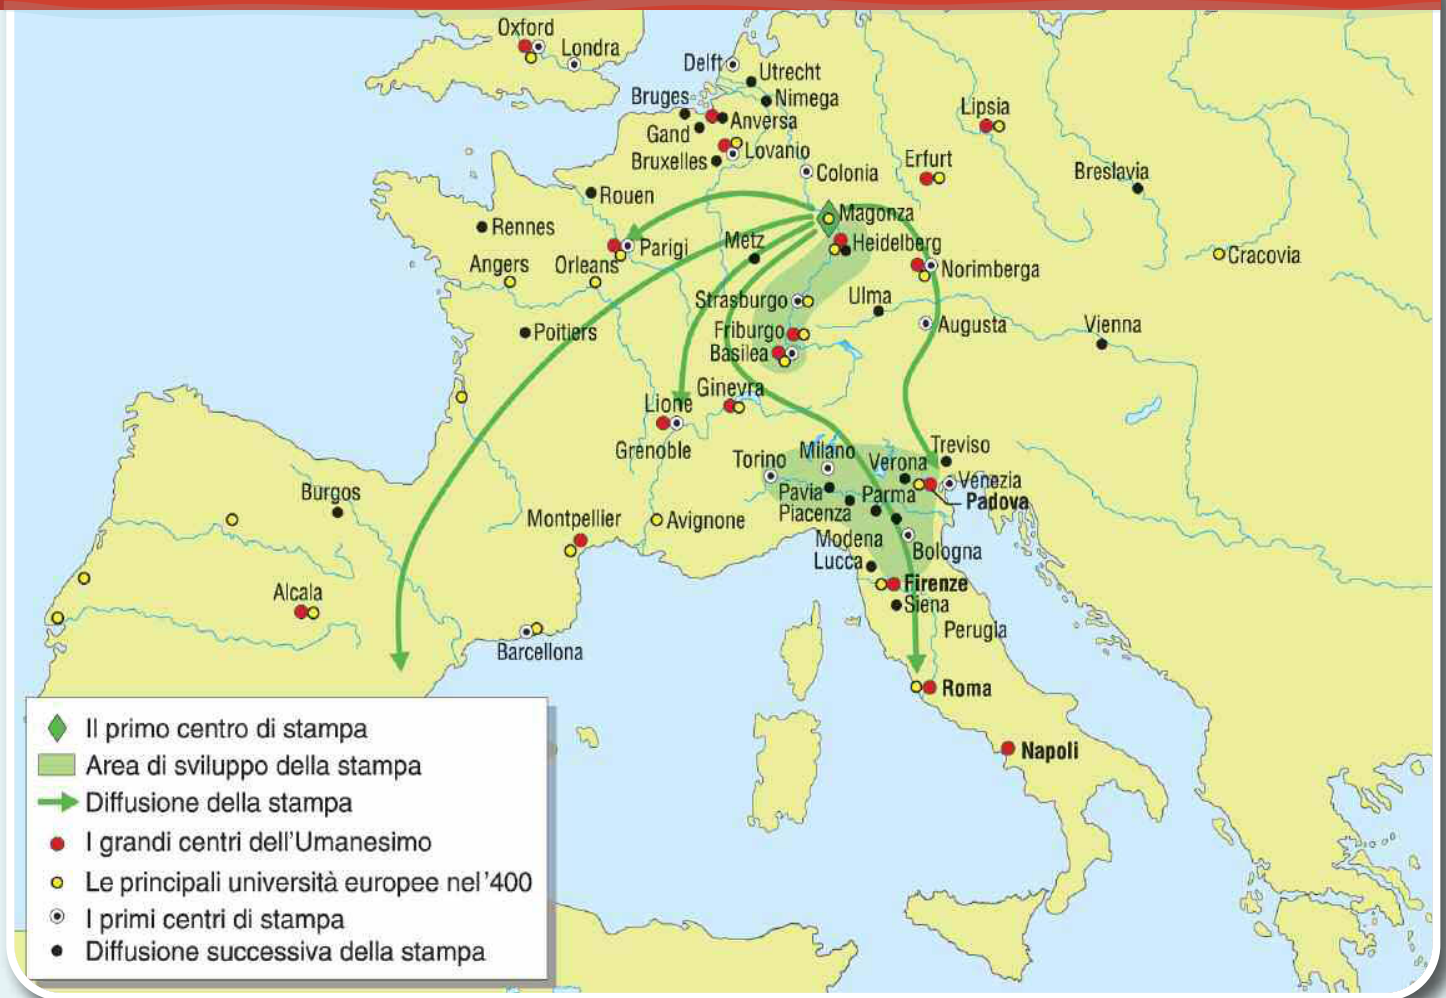 Oxford
Londra
Delft
Utrecht
Bruges
Nimega
Anversa
Lipsia
Gand
Lovanio
Bruxelles
Erfurt
Colonia
Breslavia
Rouen
Magonza
Rennes
Metz
Heidelberg
Parigi
Cracovia
Angers
Orleans
Norimberga
Strasburgo
Ulma
Poitiers
Friburgo
Augusta
Vienna
Basilea
Ginevra
Lione
Grenoble
Treviso
Torino
Milano
Verona
Venezia
Burgos
Pavia
Parma
Padova
Piacenza
Montpellier
Avignone
Modena
Bologna
Lucca
Alcala
Firenze
Siena
Perugia
Barcellona
Roma
Napoli
Il primo centro di stampa
Area di sviluppo della stampa
Diffusione della stampa
I grandi centri dell'Umanesimo
Le principali università europee nel '400
I primi centri di stampa
Diffusione successiva della stampa